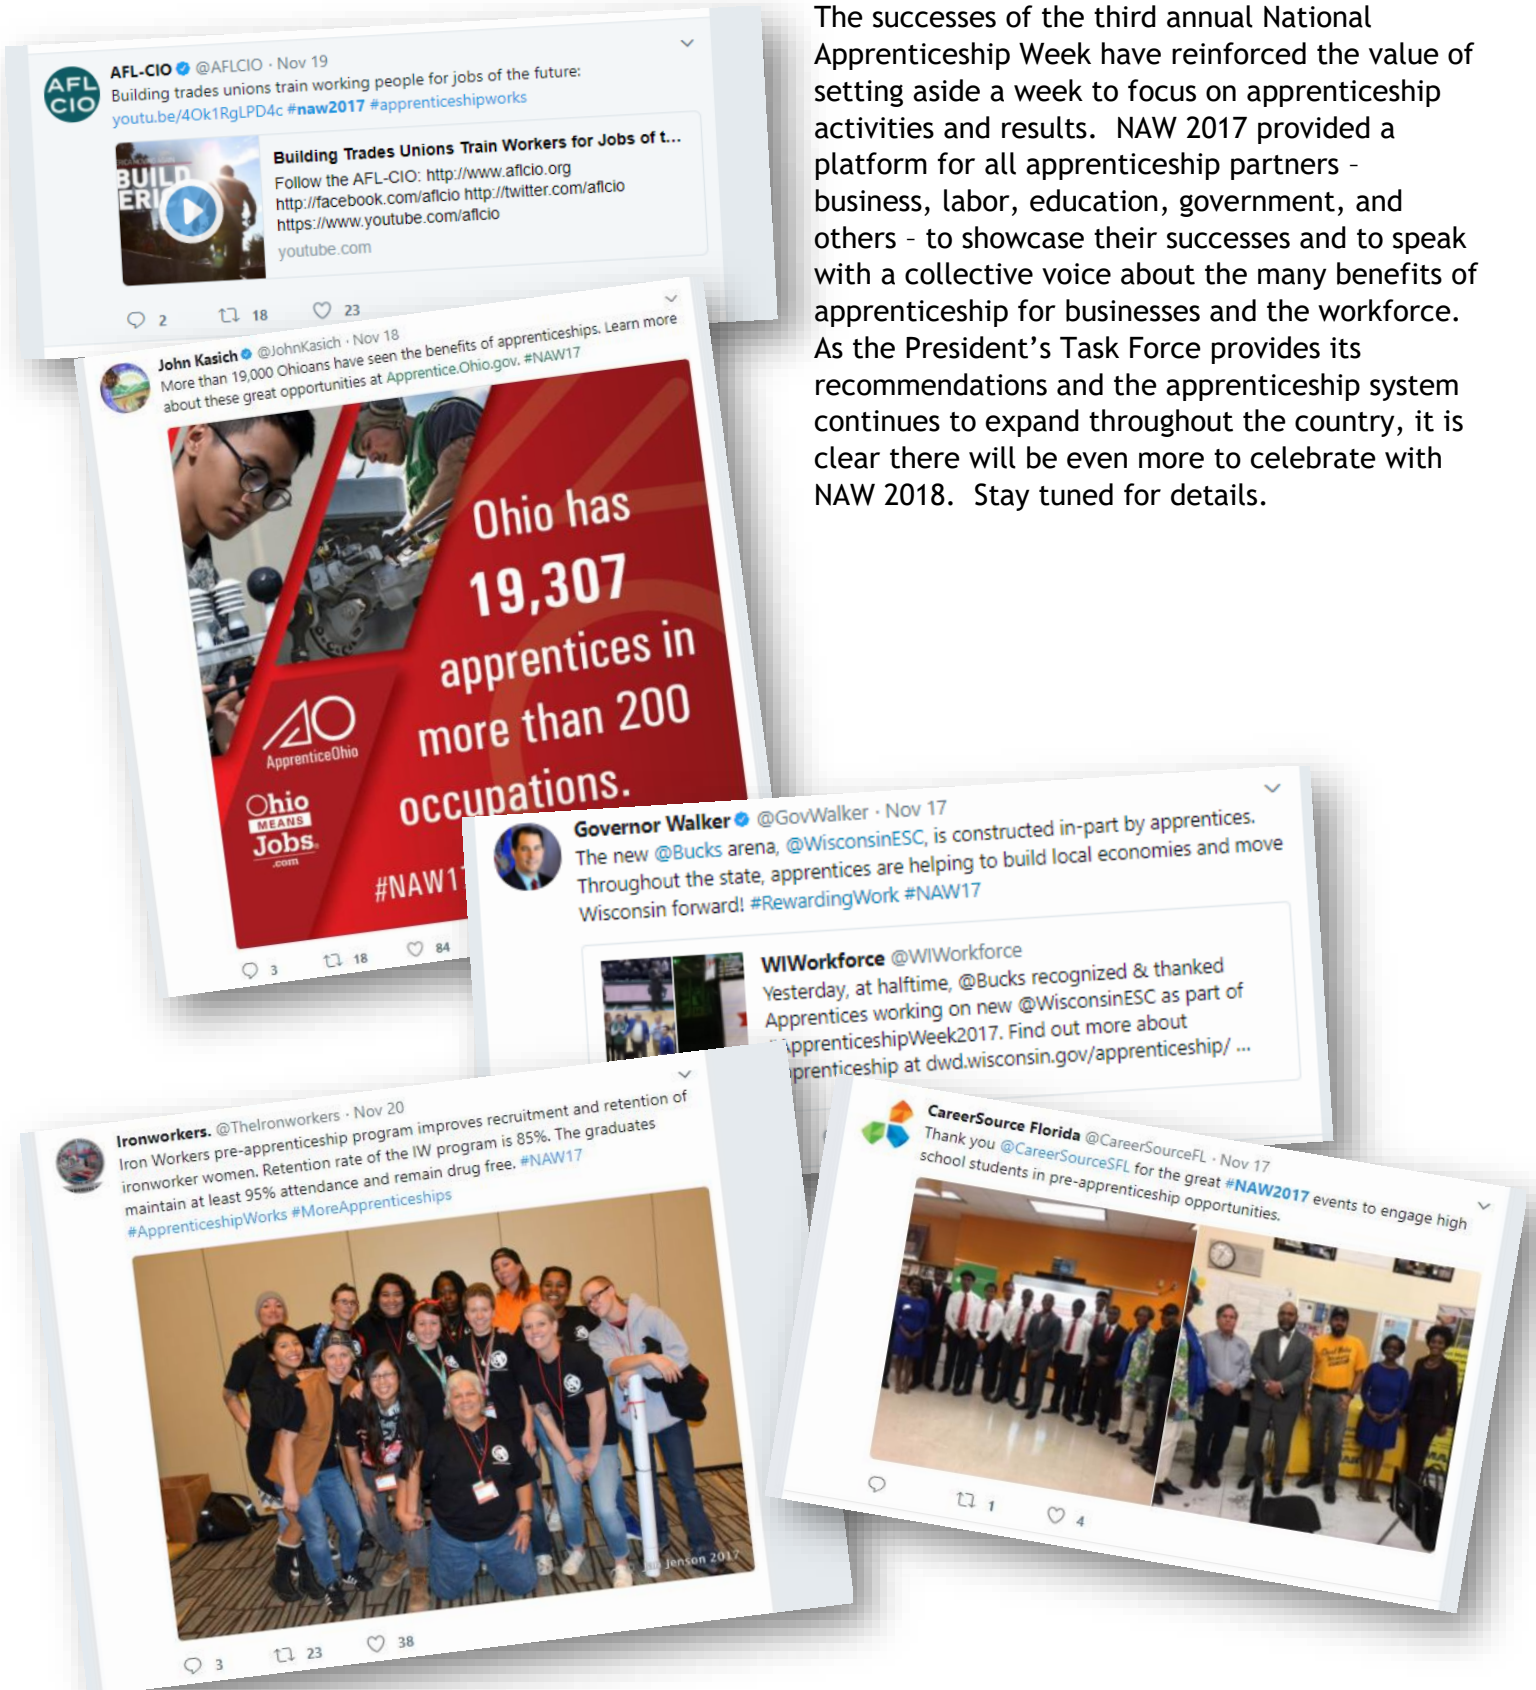 The successes of the third annual National
Apprenticeship Week have reinforced the value of
setting aside a week to focus on apprenticeship
activities and results.  NAW 2017 provided a
platform for all apprenticeship partners –
business, labor, education, government, and
others – to showcase their successes and to speak
with a collective voice about the many benefits of
apprenticeship for businesses and the workforce.
As the President’s Task Force provides its
recommendations and the apprenticeship system
continues to expand throughout the country, it is
clear there will be even more to celebrate with
NAW 2018.  Stay tuned for details.
AFL
CIO
AFL-CIO @AFLCIO · Nov 19
Building trades unions train working people for jobs of the future:
youtu.be/4Ok1RgLPD4c #naw2017 #apprenticeshipworks
BUILD
ERI
Building Trades Unions Train Workers for Jobs of t...
Follow the AFL-CIO: http://www.aflcio.org
http://facebook.com/aflcio http://twitter.com/aflcio
https://www.youtube.com/aflcio
youtube.com
2 18 23
John Kasich @JohnKasich · Nov 18
More than 19,000 Ohioans have seen the benefits of apprenticeships. Learn more
about these great opportunities at Apprentice.Ohio.gov. #NAW17
Ohio has
19,307
apprentices in
more than 200
occupations.
ApprenticeOhio
Ohio
MEANS
Jobs.
.com
#NAW17
3 18 84
Governor Walker @GovWalker · Nov 17
The new @Bucks arena, @WisconsinESC, is constructed in-part by apprentices.
Throughout the state, apprentices are helping to build local economies and move
Wisconsin forward! #RewardingWork #NAW17
WIWorkforce @WIWorkforce
Yesterday, at halftime, @Bucks recognized & thanked
Apprentices working on new @WisconsinESC as part of
ApprenticeshipWeek2017. Find out more about
prenticeship at dwd.wisconsin.gov/apprenticeship/ ...
Ironworkers. @TheIronworkers · Nov 20
Iron Workers pre-apprenticeship program improves recruitment and retention of
ironworker women. Retention rate of the IW program is 85%. The graduates
maintain at least 95% attendance and remain drug free. #NAW17
#ApprenticeshipWorks #MoreApprenticeships
Jenson 2017
3 23 38
CareerSource Florida @CareerSourceFL · Nov 17
Thank you @CareerSourceSFL for the great #NAW2017 events to engage high
school students in pre-apprenticeship opportunities.
1 4